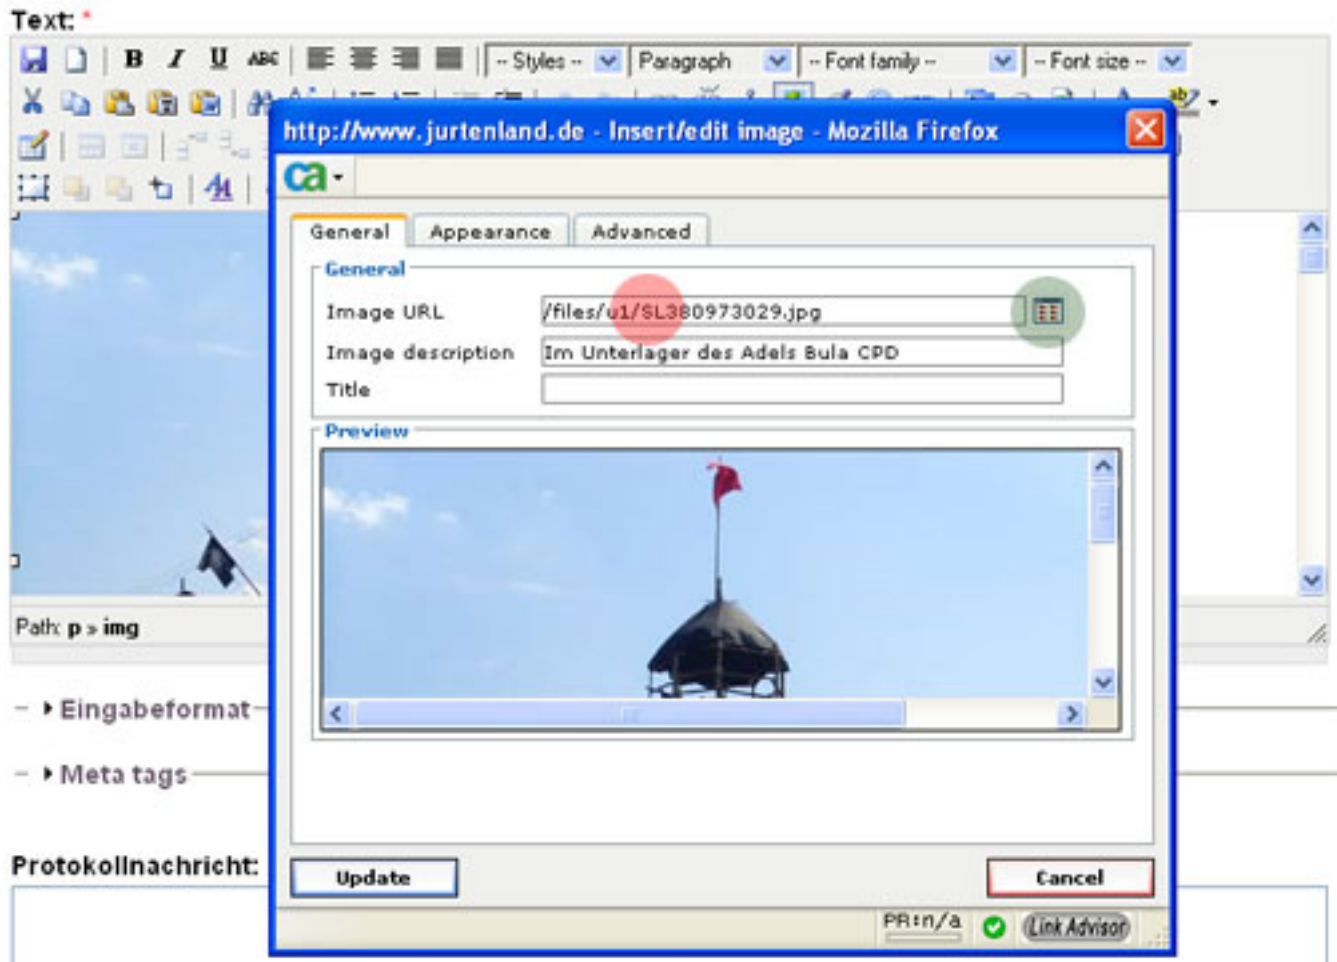 Text: *
B I U ABC -- Styles -- Paragraph -- Font family -- -- Font size --
http://www.jurtenland.de - Insert/edit image - Mozilla Firefox
ca
General Appearance Advanced
General
Image URL /files/u1/SL380973029.jpg
Image description Im Unterlager des Adels Bula CPD
Title
Preview
Path: p » img
Eingabeformat
Meta tags
Protokollnachricht:
Update Cancel
PR:n/a Link Advisor